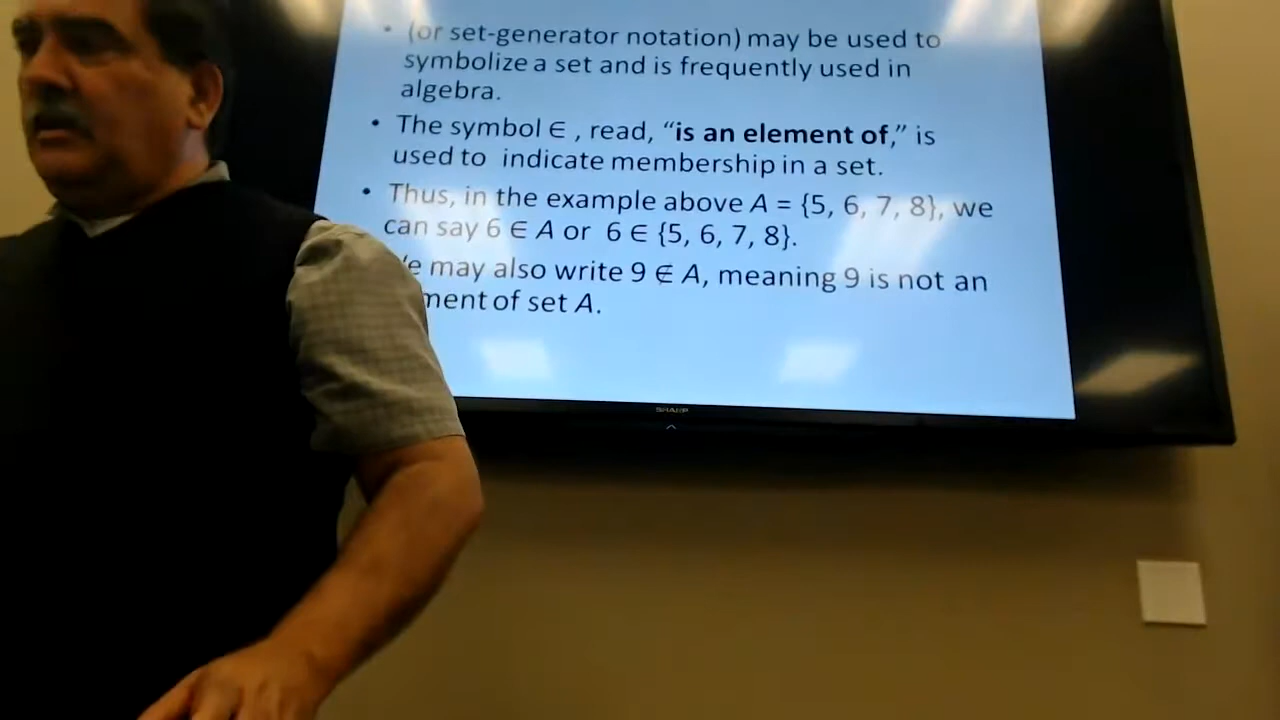 • (or set-generator notation) may be used to
symbolize a set and is frequently used in
algebra.
• The symbol ∈ , read, “is an element of,” is
used to indicate membership in a set.
• Thus, in the example above A = {5, 6, 7, 8}, we
can say 6 ∈ A or 6 ∈ {5, 6, 7, 8}.
may also write 9 ∉ A, meaning 9 is not an
of set A.
SHARP